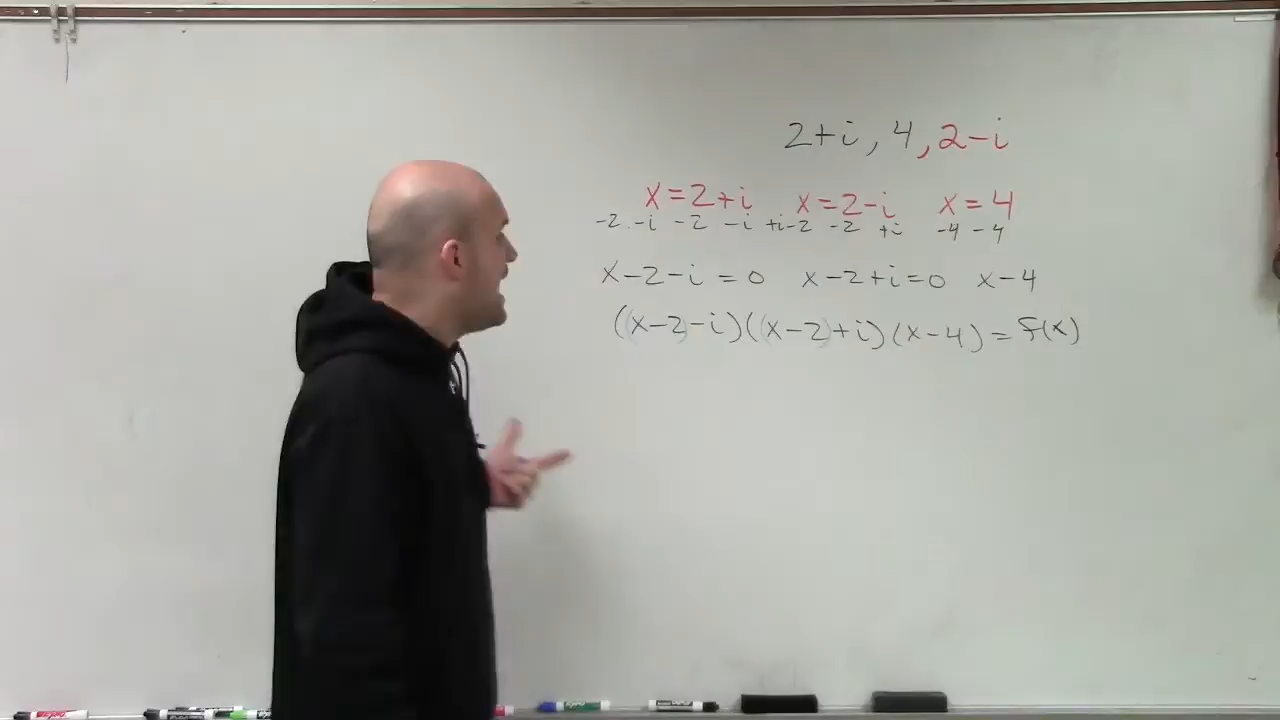 2+i, 4, 2-i
x=2+i x=2-i x=4
-2 -i -2 -i +i-2 -2 +i -4 -4
x-2-i=0 x-2+i=0 x-4
((x-2)-i)((x-2)+i)(x-4)=f(x)